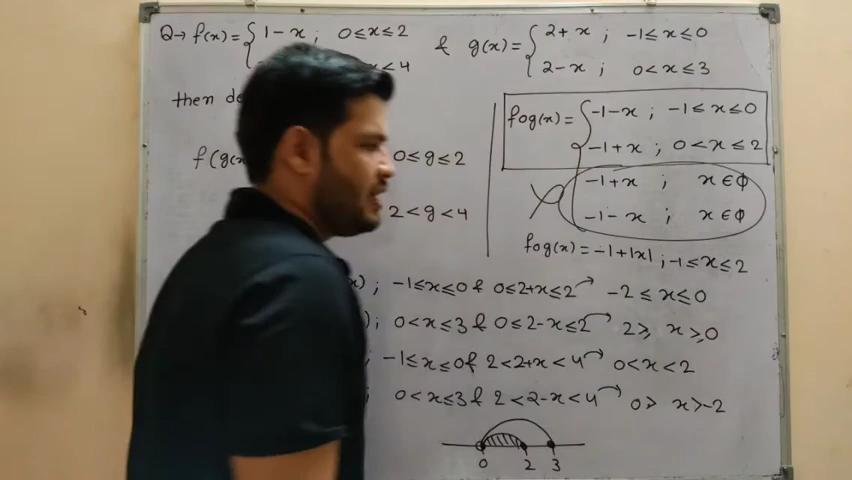 Q→ f(x) = { 1-x ; 0≤x≤2 & g(x) = { 2+x ; -1≤x≤0
x≤4 2-x ; 0<x≤3
then de
fog(x) = { -1-x ; -1≤x≤0
-1+x ; 0<x≤2
f(g(x 0≤g≤2
-1+x ; x∈ϕ
2<g<4 -1-x ; x∈ϕ
fog(x) = -1+|x| ; -1≤x≤2
x) ; -1≤x≤0 & 0≤2+x≤2 → -2≤x≤0
) ; 0<x≤3 & 0≤2-x≤2 → 2≥x≥0
; -1≤x≤0 & 2<2+x<4 → 0<x<2
; 0<x≤3 & 2<2-x<4 → 0>x>-2
0 2 3